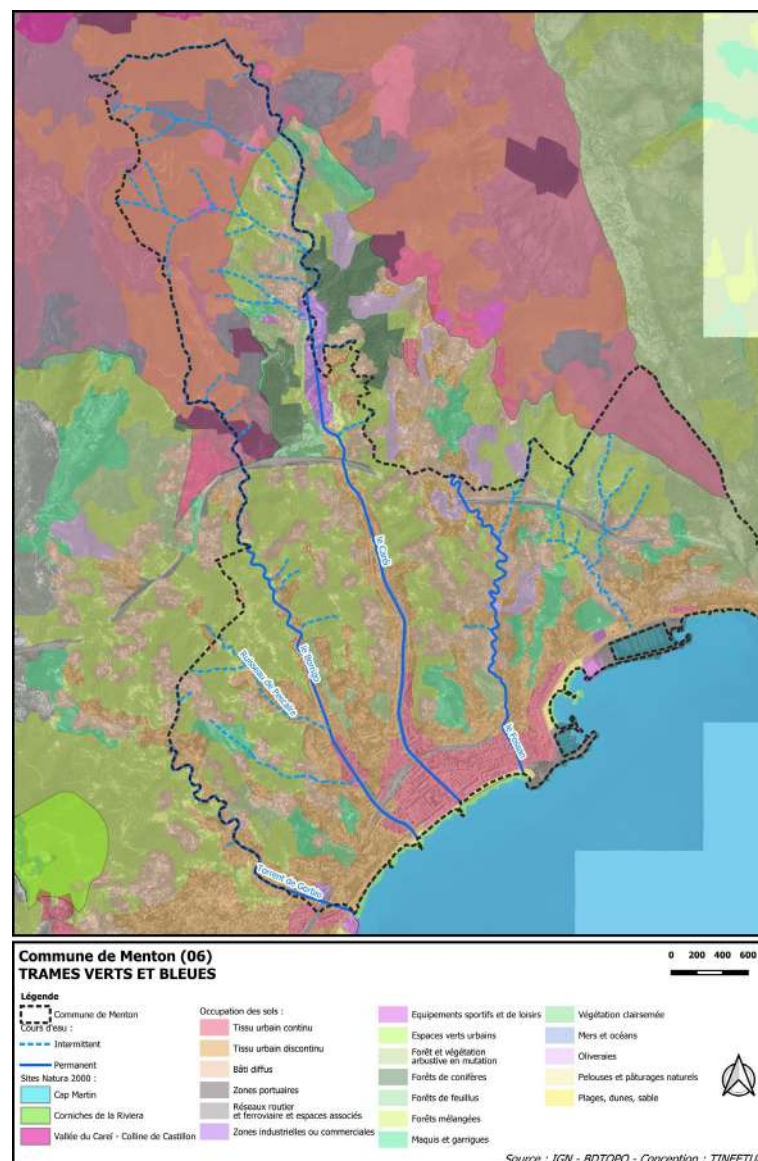 le Careï
le Borrigo
Ruisseau de Pescaïre
le Fossan
Torrent de Gorbio
Commune de Menton (06)
TRAMES VERTS ET BLEUES
0 200 400 600
Légende
Commune de Menton
Cours d'eau :
Intermittent
Permanent
Sites Natura 2000 :
Cap Martin
Corniches de la Riviera
Vallée du Careï - Colline de Castillon
Occupation des sols :
Tissu urbain continu
Tissu urbain discontinu
Bâti diffus
Zones portuaires
Réseaux routier
et ferroviaire et espaces associés
Zones industrielles ou commerciales
Equipements sportifs et de loisirs
Espaces verts urbains
Forêt et végétation
arbustive en mutation
Forêts de conifères
Forêts de feuillus
Forêts mélangées
Maquis et garrigues
Végétation clairsemée
Mers et océans
Oliveraies
Pelouses et pâturages naturels
Plages, dunes, sable
Source : IGN - BDTOPO - Conception : TINEETUDE